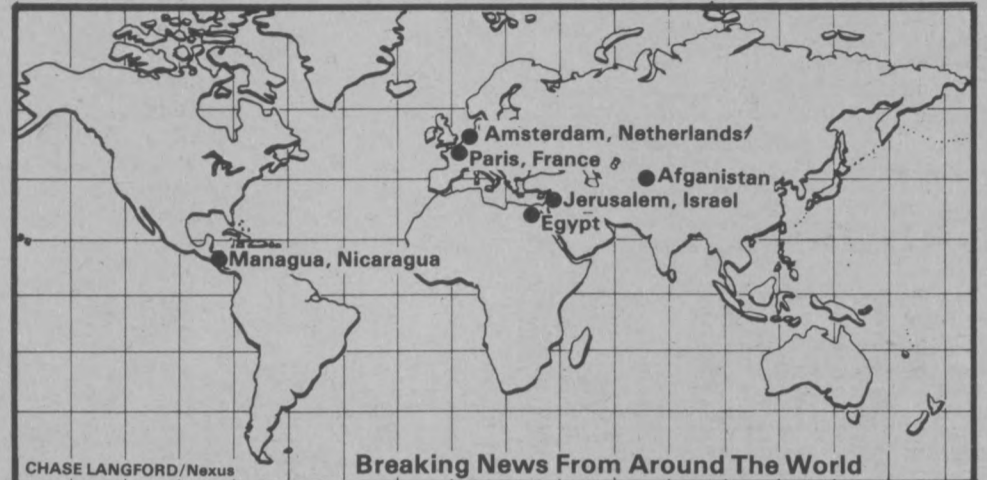 Amsterdam, Netherlands
Paris, France
Afganistan
Jerusalem, Israel
Egypt
Managua, Nicaragua
CHASE LANGFORD/Nexus
Breaking News From Around The World